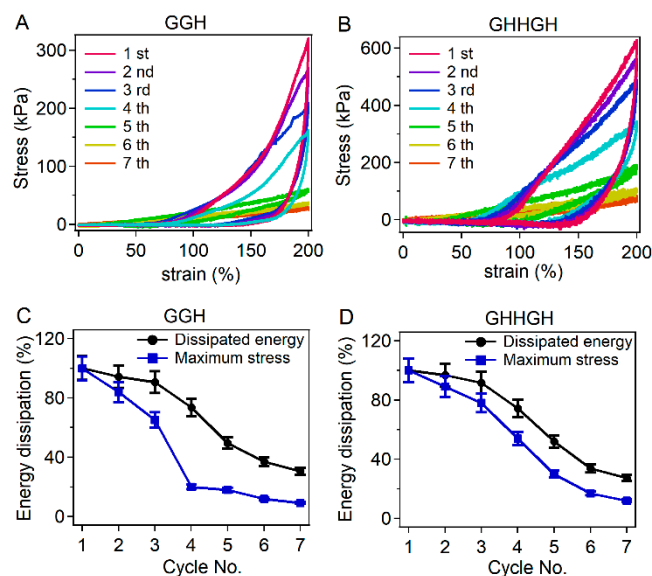 A
GGH
Stress (kPa)
300
200
100
0
1 st
2 nd
3 rd
4 th
5 th
6 th
7 th
0 50 100 150 200
strain (%)
B
GHHGH
Stress (kPa)
600
400
200
0
1 st
2 nd
3 rd
4 th
5 th
6 th
7 th
0 50 100 150 200
strain (%)
C
GGH
Energy dissipation (%)
120
80
40
0
Dissipated energy
Maximum stress
1 2 3 4 5 6 7
Cycle No.
D
GHHGH
Energy dissipation (%)
120
80
40
0
Dissipated energy
Maximum stress
1 2 3 4 5 6 7
Cycle No.